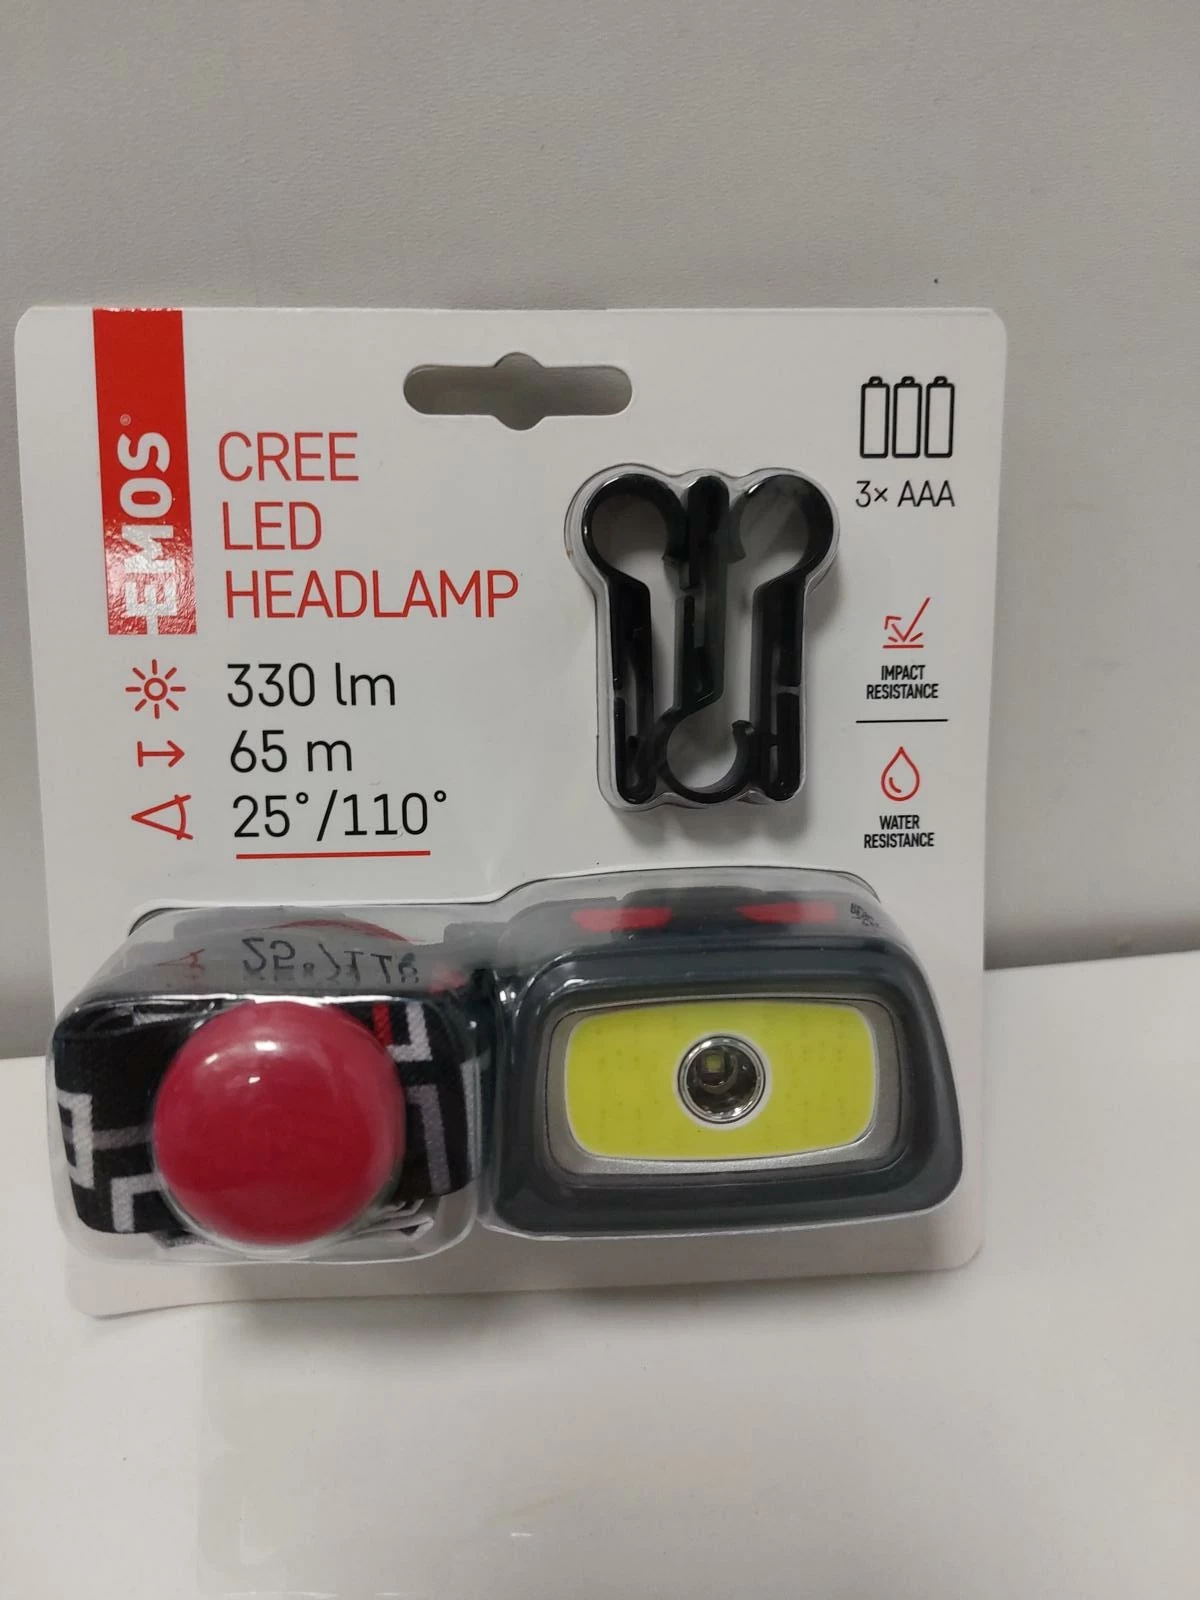 EMOS®
CREE
LED
HEADLAMP
330 lm
65 m
25°/110°
3× AAA
IMPACT
RESISTANCE
WATER
RESISTANCE